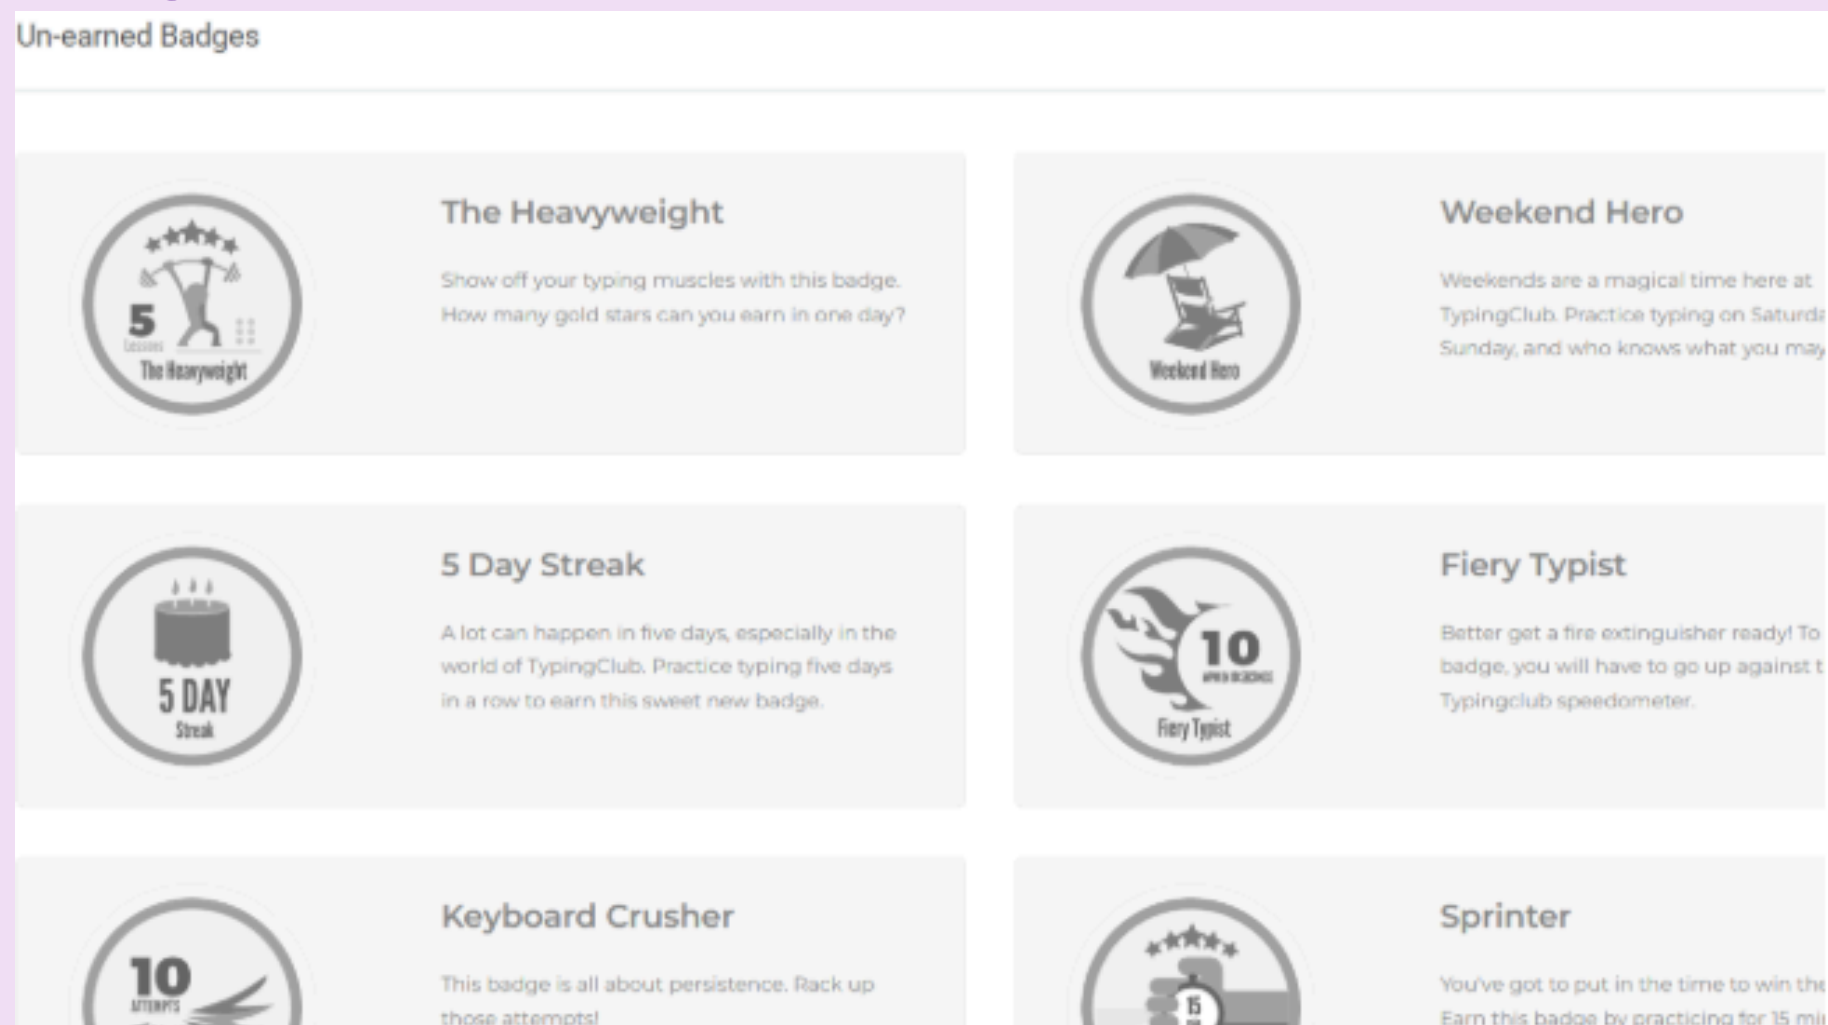 Un-earned Badges
5
Lessons
The Heavyweight
The Heavyweight
Show off your typing muscles with this badge.
How many gold stars can you earn in one day?
Weekend Hero
Weekend Hero
Weekends are a magical time here at
TypingClub. Practice typing on
Sunday, and who knows what you may
5 DAY
Streak
5 Day Streak
A lot can happen in five days, especially in the
world of TypingClub. Practice typing five days
in a row to earn this sweet new badge.
10
Fiery Typist
Fiery Typist
Better get a fire extinguisher ready! To
badge, you will have to go up against
Typingclub speedometer.
10
ATTEMPTS
Keyboard Crusher
This badge is all about persistence. Rack up
those attempts!
15
Sprinter
You've got to put in the time to win the
Earn this badge by practicing for 15